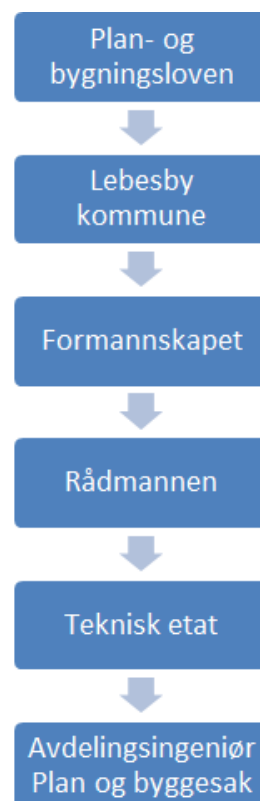 Plan- og
bygningsloven
Lebesby
kommune
Formannskapet
Rådmannen
Teknisk etat
Avdelingsingeniør
Plan og byggesak